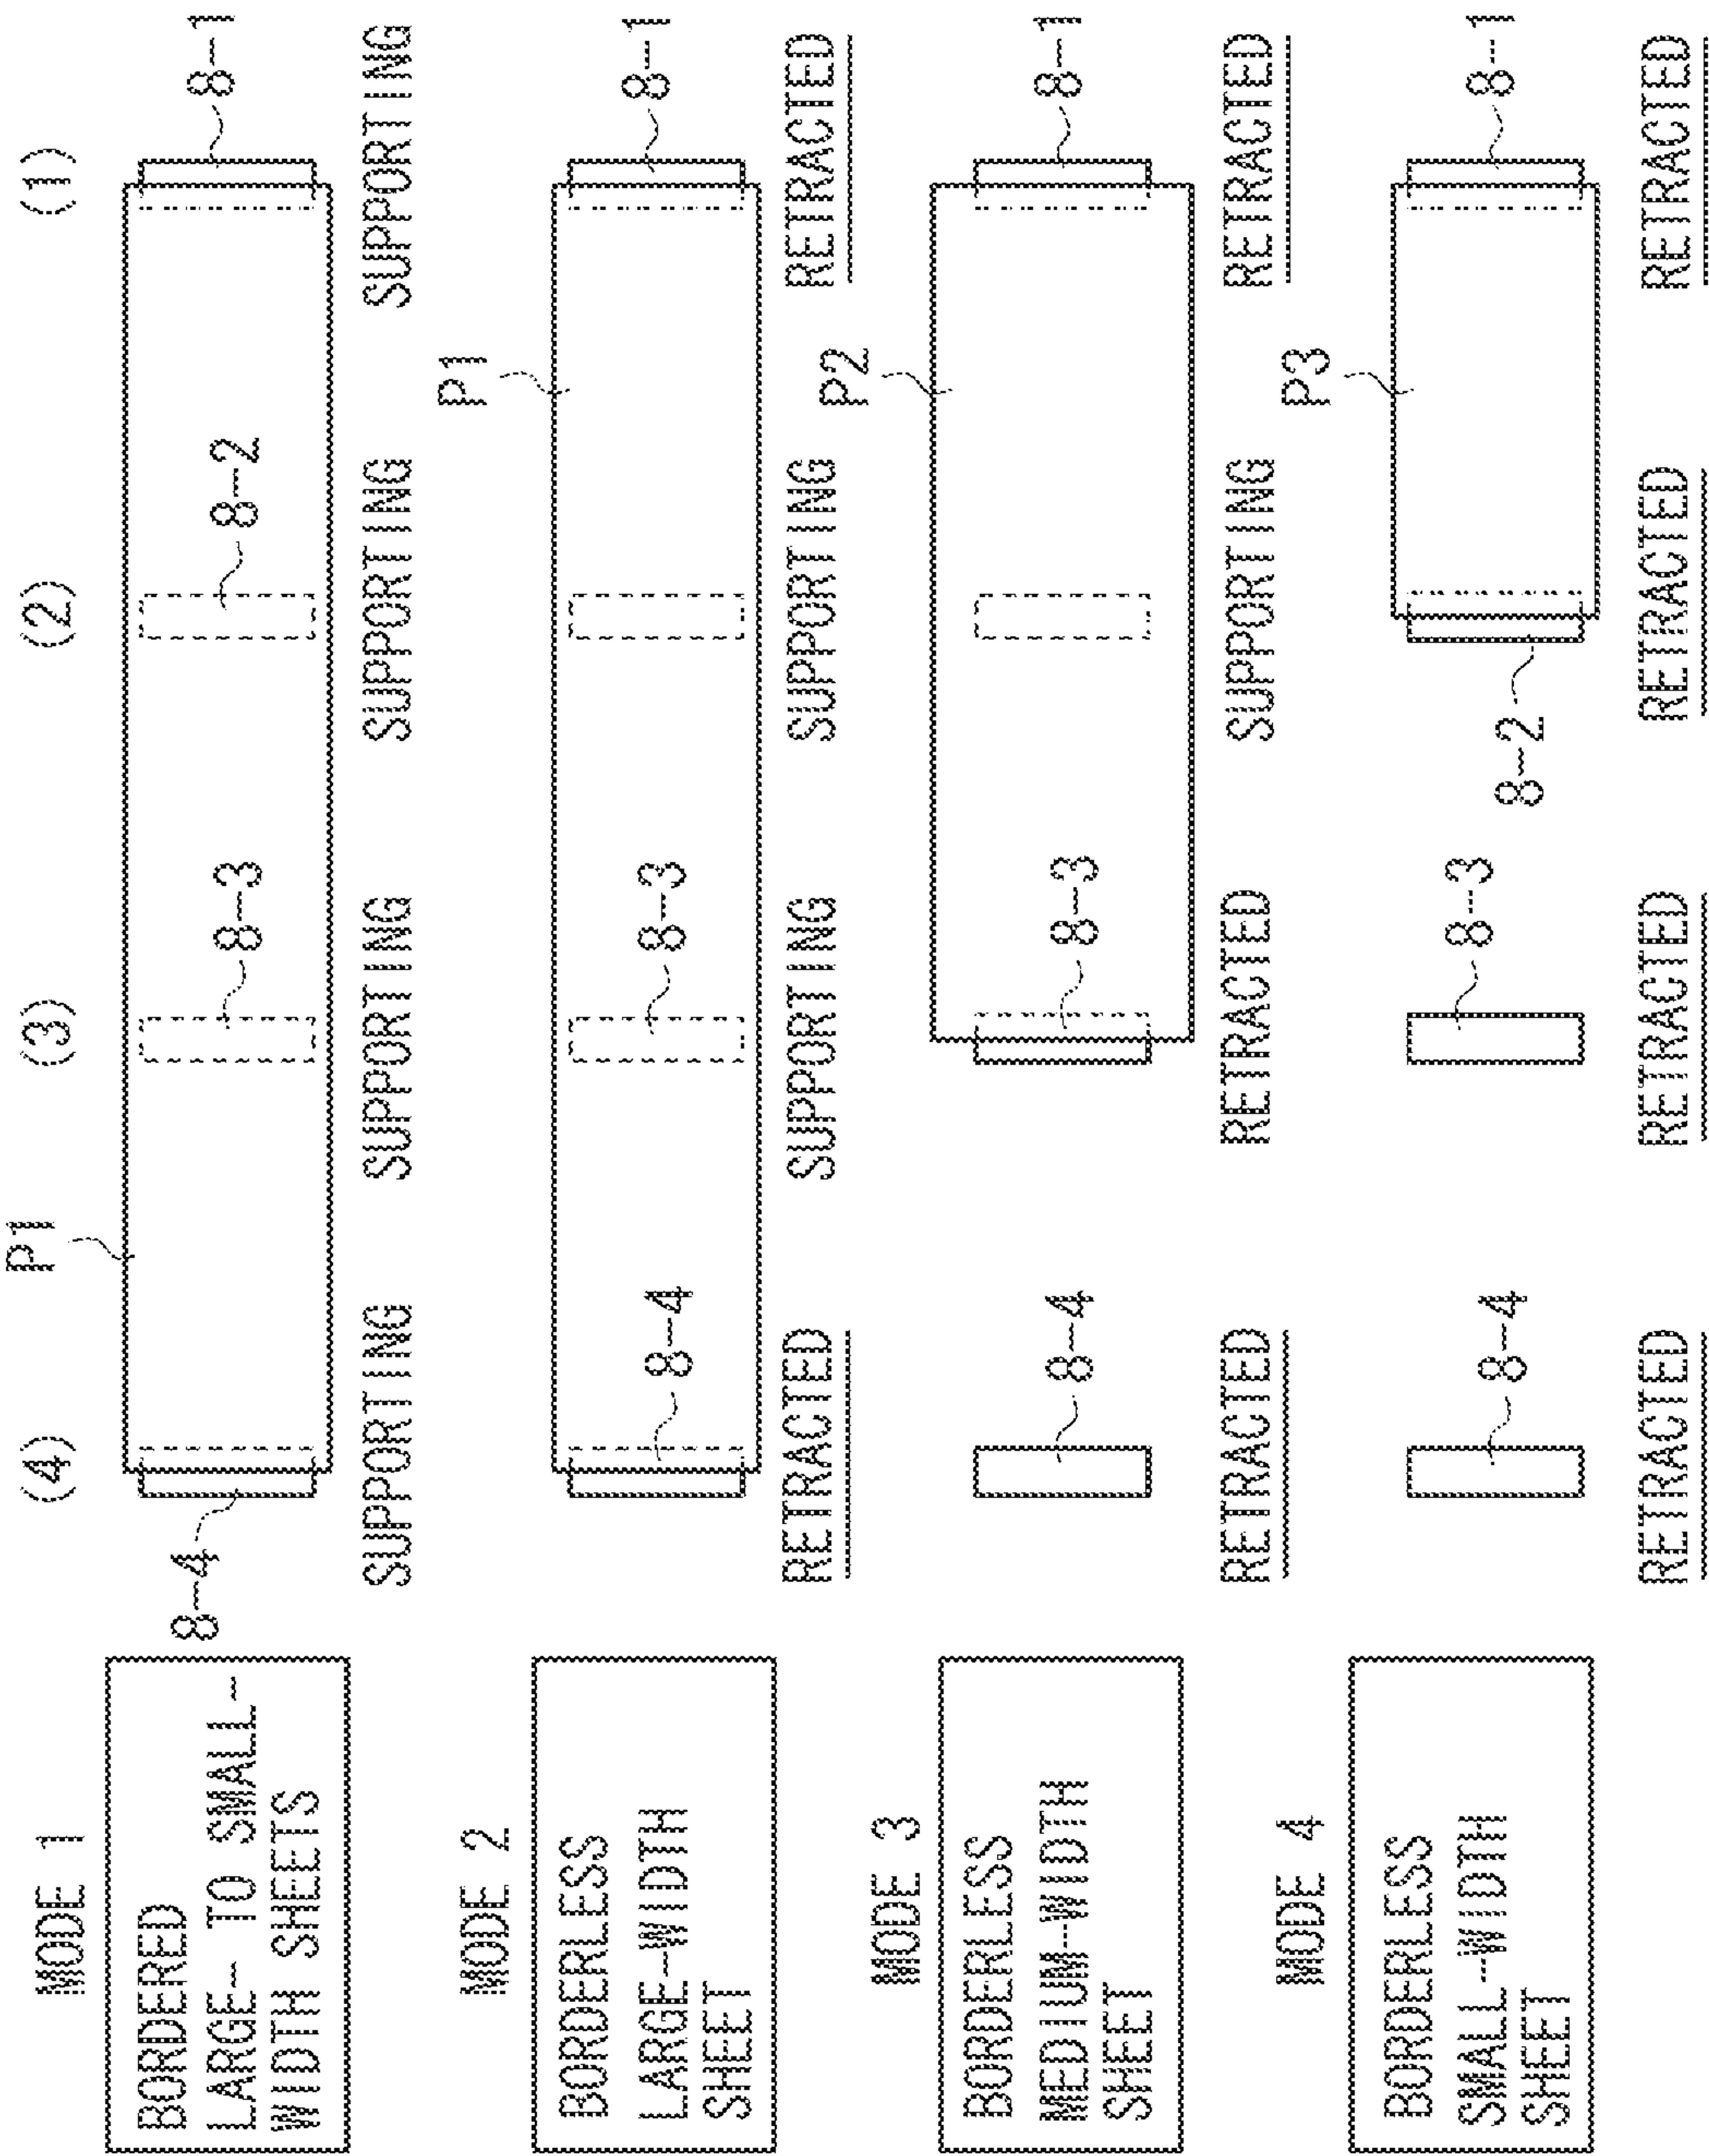 P1
(4) (3) (2) (1)
MODE 1
BORDERED
LARGE- TO SMALL-
WIDTH SHEETS
8-4 8-3 8-2 8-1
SUPPORTING SUPPORTING SUPPORTING SUPPORTING
MODE 2
P1
BORDERLESS
LARGE-WIDTH
SHEET
8-4 8-3 8-1
RETRACTED SUPPORTING SUPPORTING RETRACTED
MODE 3
P2
BORDERLESS
MEDIUM-WIDTH
SHEET
8-4 8-3 8-1
RETRACTED RETRACTED SUPPORTING RETRACTED
MODE 4
P3
BORDERLESS
SMALL-WIDTH
SHEET
8-4 8-3 8-2 8-1
RETRACTED RETRACTED RETRACTED RETRACTED